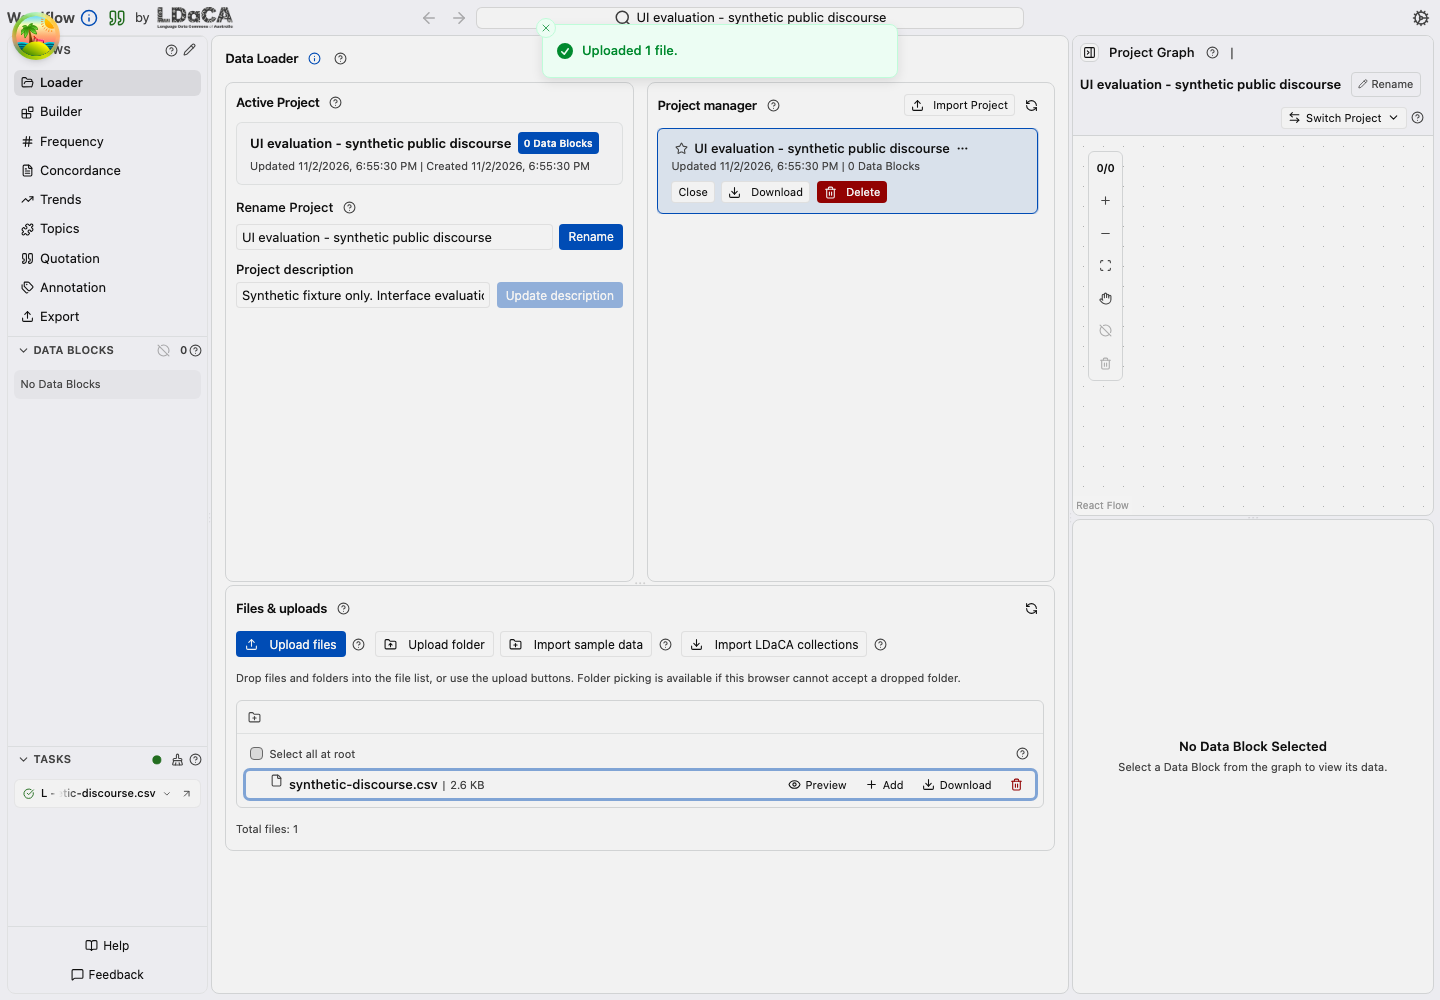 by LDaCA
Language Data Commons of Australia
UI evaluation - synthetic public discourse
Uploaded 1 file.
Loader
Builder
Frequency
Concordance
Trends
Topics
Quotation
Annotation
Export
DATA BLOCKS 0
No Data Blocks
TASKS
L - tic-discourse.csv
Help
Feedback
Data Loader
Active Project
UI evaluation - synthetic public discourse 0 Data Blocks
Updated 11/2/2026, 6:55:30 PM | Created 11/2/2026, 6:55:30 PM
Rename Project
UI evaluation - synthetic public discourse Rename
Project description
Synthetic fixture only. Interface evaluatic Update description
Project manager Import Project
UI evaluation - synthetic public discourse ...
Updated 11/2/2026, 6:55:30 PM | 0 Data Blocks
Close Download Delete
Files & uploads
Upload files Upload folder Import sample data Import LDaCA collections
Drop files and folders into the file list, or use the upload buttons. Folder picking is available if this browser cannot accept a dropped folder.
Select all at root
synthetic-discourse.csv | 2.6 KB Preview Add Download
Total files: 1
Project Graph |
UI evaluation - synthetic public discourse Rename
Switch Project
0/0
React Flow
No Data Block Selected
Select a Data Block from the graph to view its data.